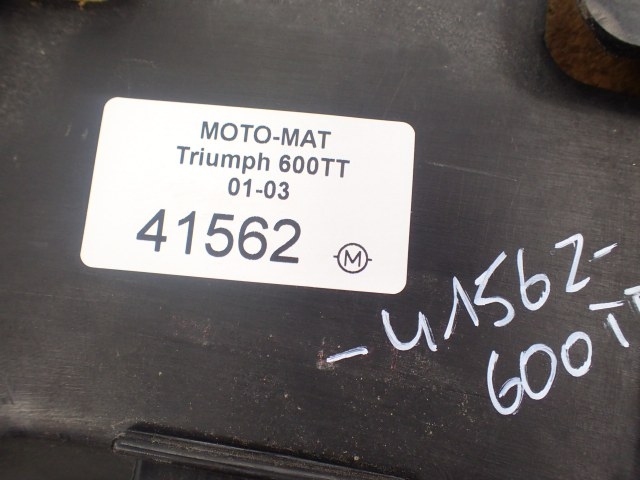 MOTO-MAT
Triumph 600TT
01-03
41562
M
-41562-
600TT